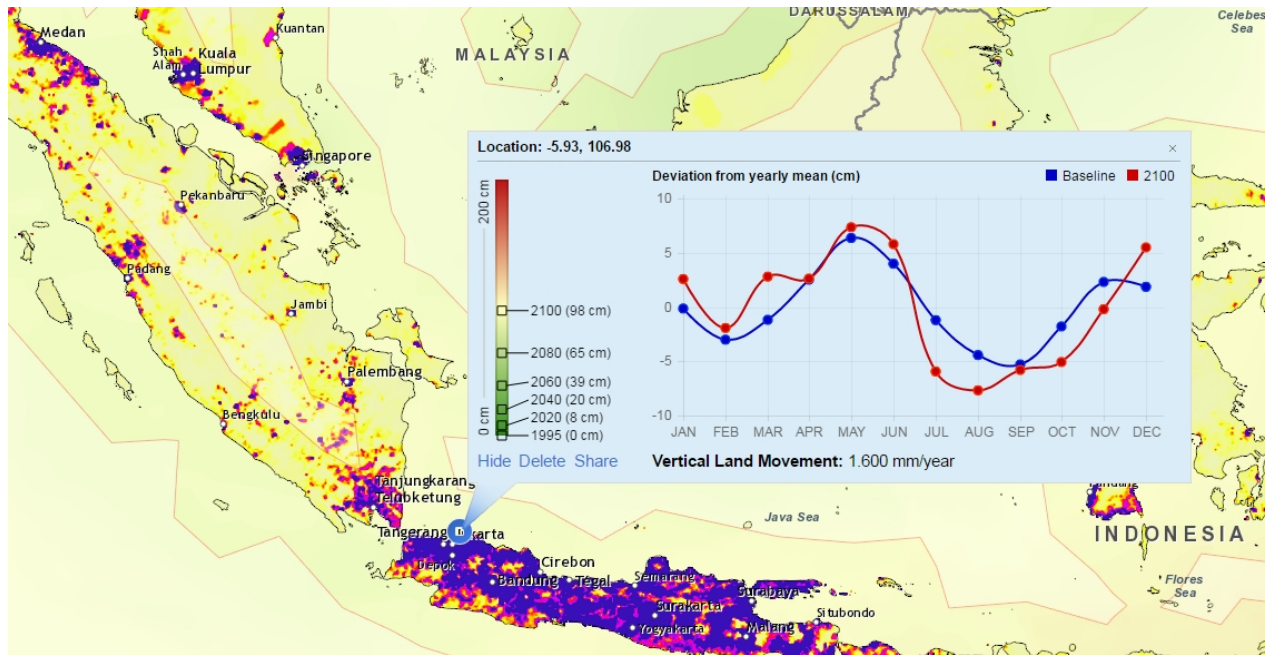 Medan
Kuantan
Shah Alam
Kuala Lumpur
MALAYSIA
DARUSSALAM
Celebes Sea
Singapore
Pekanbaru
Padang
Jambi
Palembang
Bengkulu
Location: -5.93, 106.98
×
200 cm
0 cm
2100 (98 cm)
2080 (65 cm)
2060 (39 cm)
2040 (20 cm)
2020 (8 cm)
1995 (0 cm)
Hide Delete Share
Deviation from yearly mean (cm)
Baseline 2100
10
5
0
-5
-10
JAN FEB MAR APR MAY JUN JUL AUG SEP OCT NOV DEC
Vertical Land Movement: 1.600 mm/year
Tanjungkarang
Telukbetung
Java Sea
INDONESIA
Tangerang
karta
Depok
Cirebon
Bandung
Tegal
Semarang
Surabaya
Surakarta
Situbondo
Yogyakarta
Malang
Flores Sea